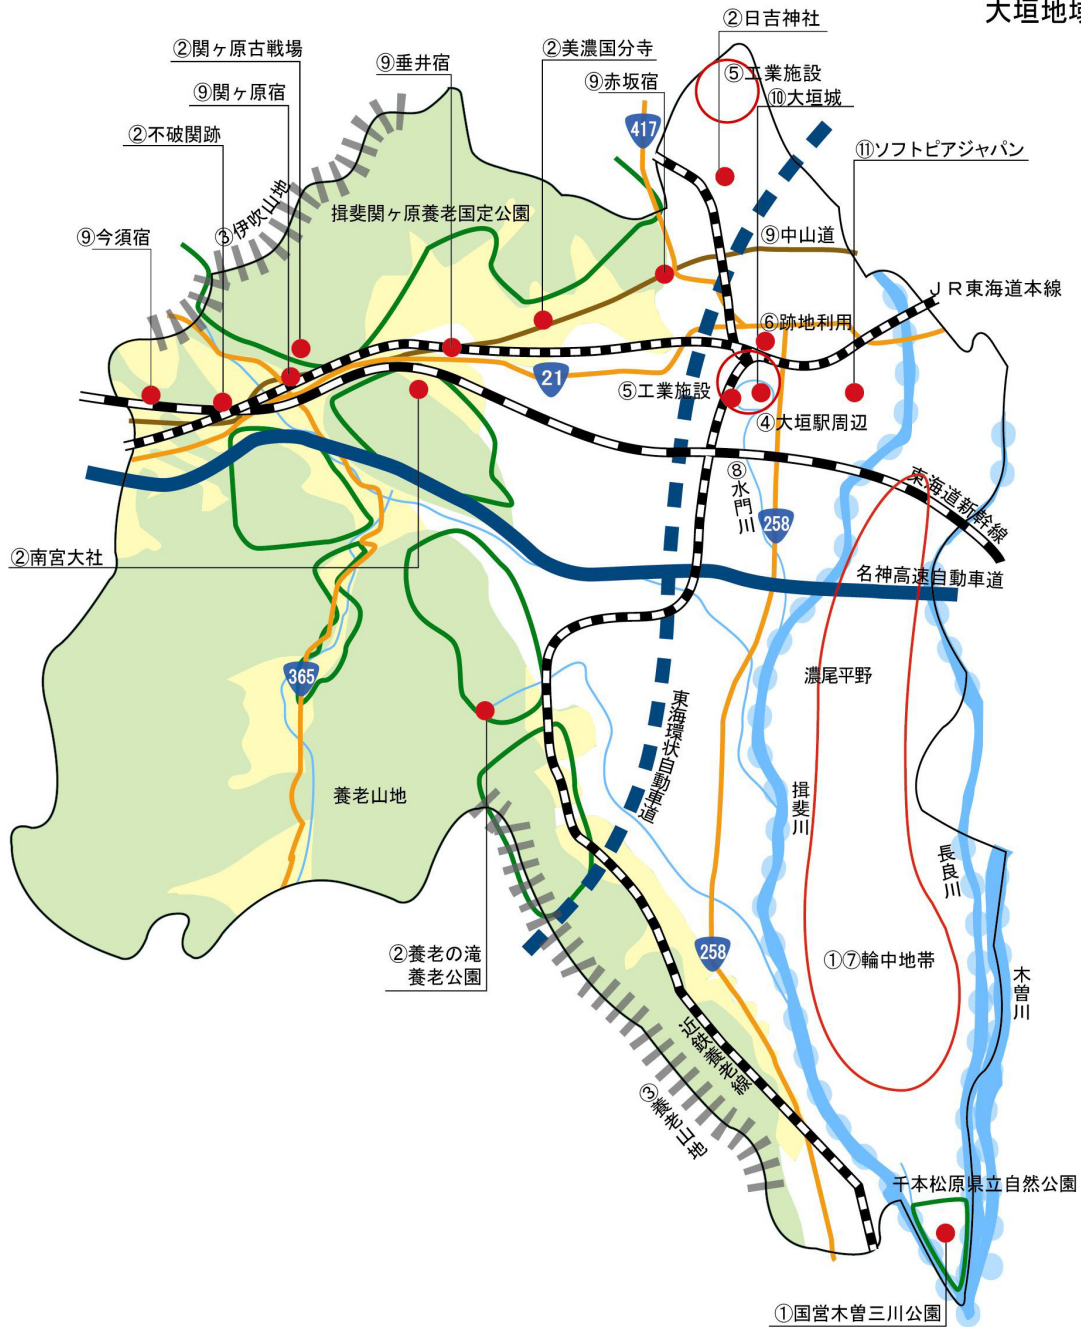 大垣地域
②日吉神社
②関ヶ原古戦場
②美濃国分寺
⑨垂井宿
⑤工業施設
⑨赤坂宿
⑨関ヶ原宿
⑩大垣城
417
②不破関跡
⑪ソフトピアジャパン
③伊吹山地
揖斐関ヶ原養老国定公園
⑨今須宿
⑨中山道
JR東海道本線
⑥跡地利用
21
⑤工業施設
④大垣駅周辺
⑧水門川
東海道新幹線
258
②南宮大社
名神高速自動車道
365
濃尾平野
東海環状自動車道
養老山地
揖斐川
長良川
②養老の滝
養老公園
258
①⑦輪中地帯
木曽川
近鉄養老線
③養老山地
千本松原県立自然公園
①国営木曽三川公園